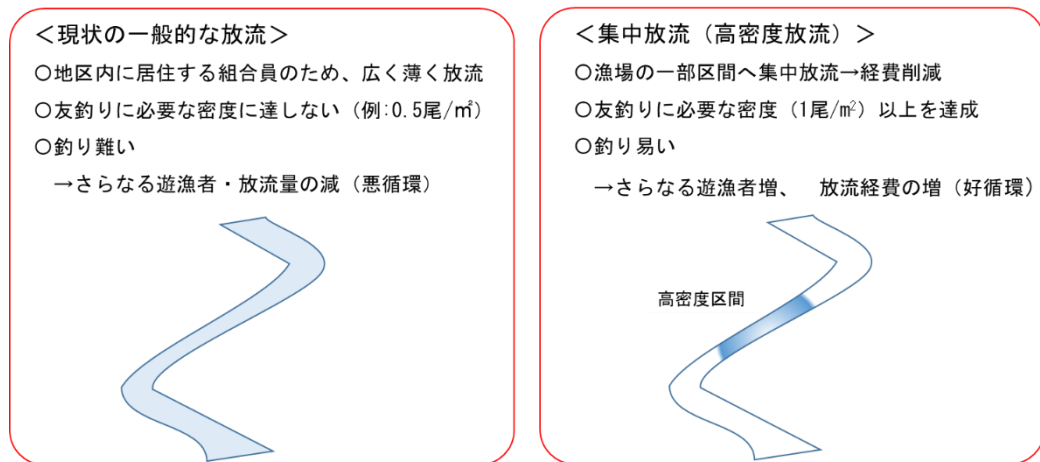 ＜現状の一般的な放流＞
○地区内に居住する組合員のため、広く薄く放流
○友釣りに必要な密度に達しない（例:0.5尾/㎡）
○釣り難い
→さらなる遊漁者・放流量の減（悪循環）
＜集中放流（高密度放流）＞
○漁場の一部区間へ集中放流→経費削減
○友釣りに必要な密度（1尾/m²）以上を達成
○釣り易い
→さらなる遊漁者増、　放流経費の増（好循環）
高密度区間